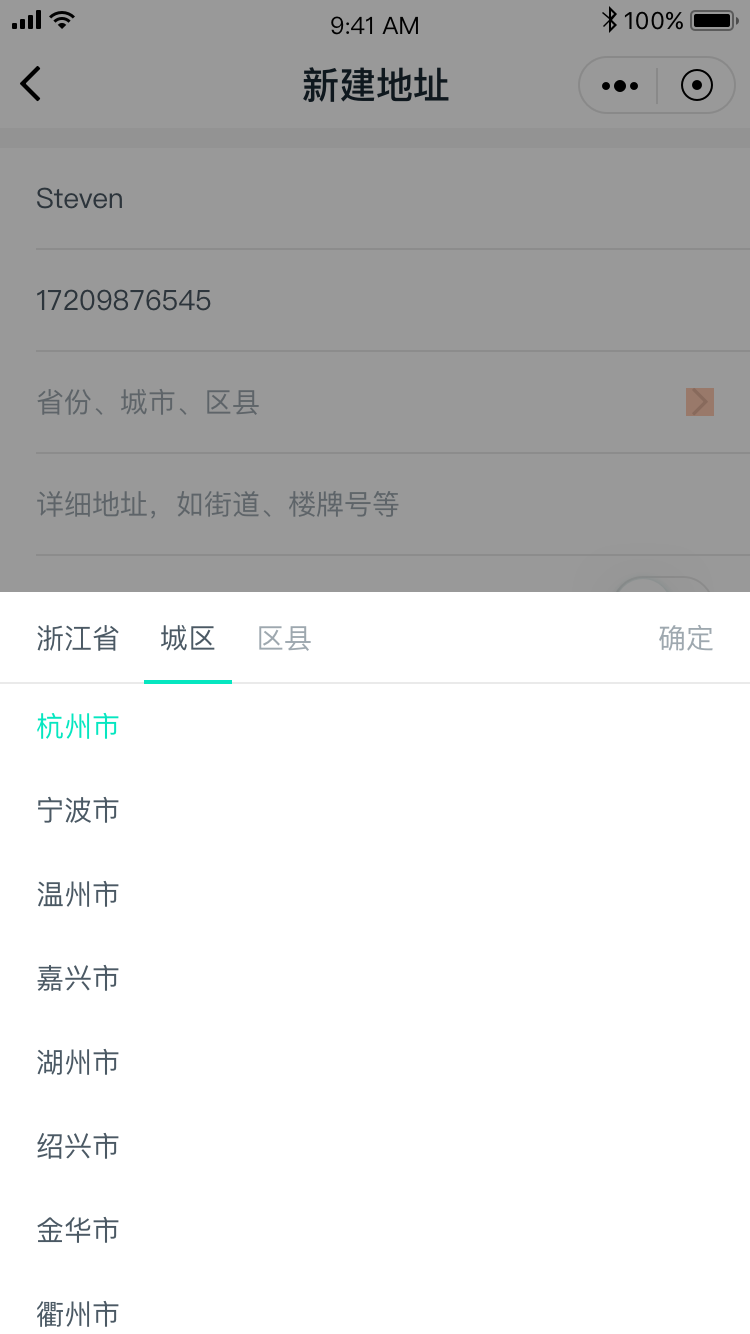 9:41 AM 100%
新建地址
Steven
17209876545
省份、城市、区县
详细地址，如街道、楼牌号等
浙江省 城区 区县 确定
杭州市
宁波市
温州市
嘉兴市
湖州市
绍兴市
金华市
衢州市